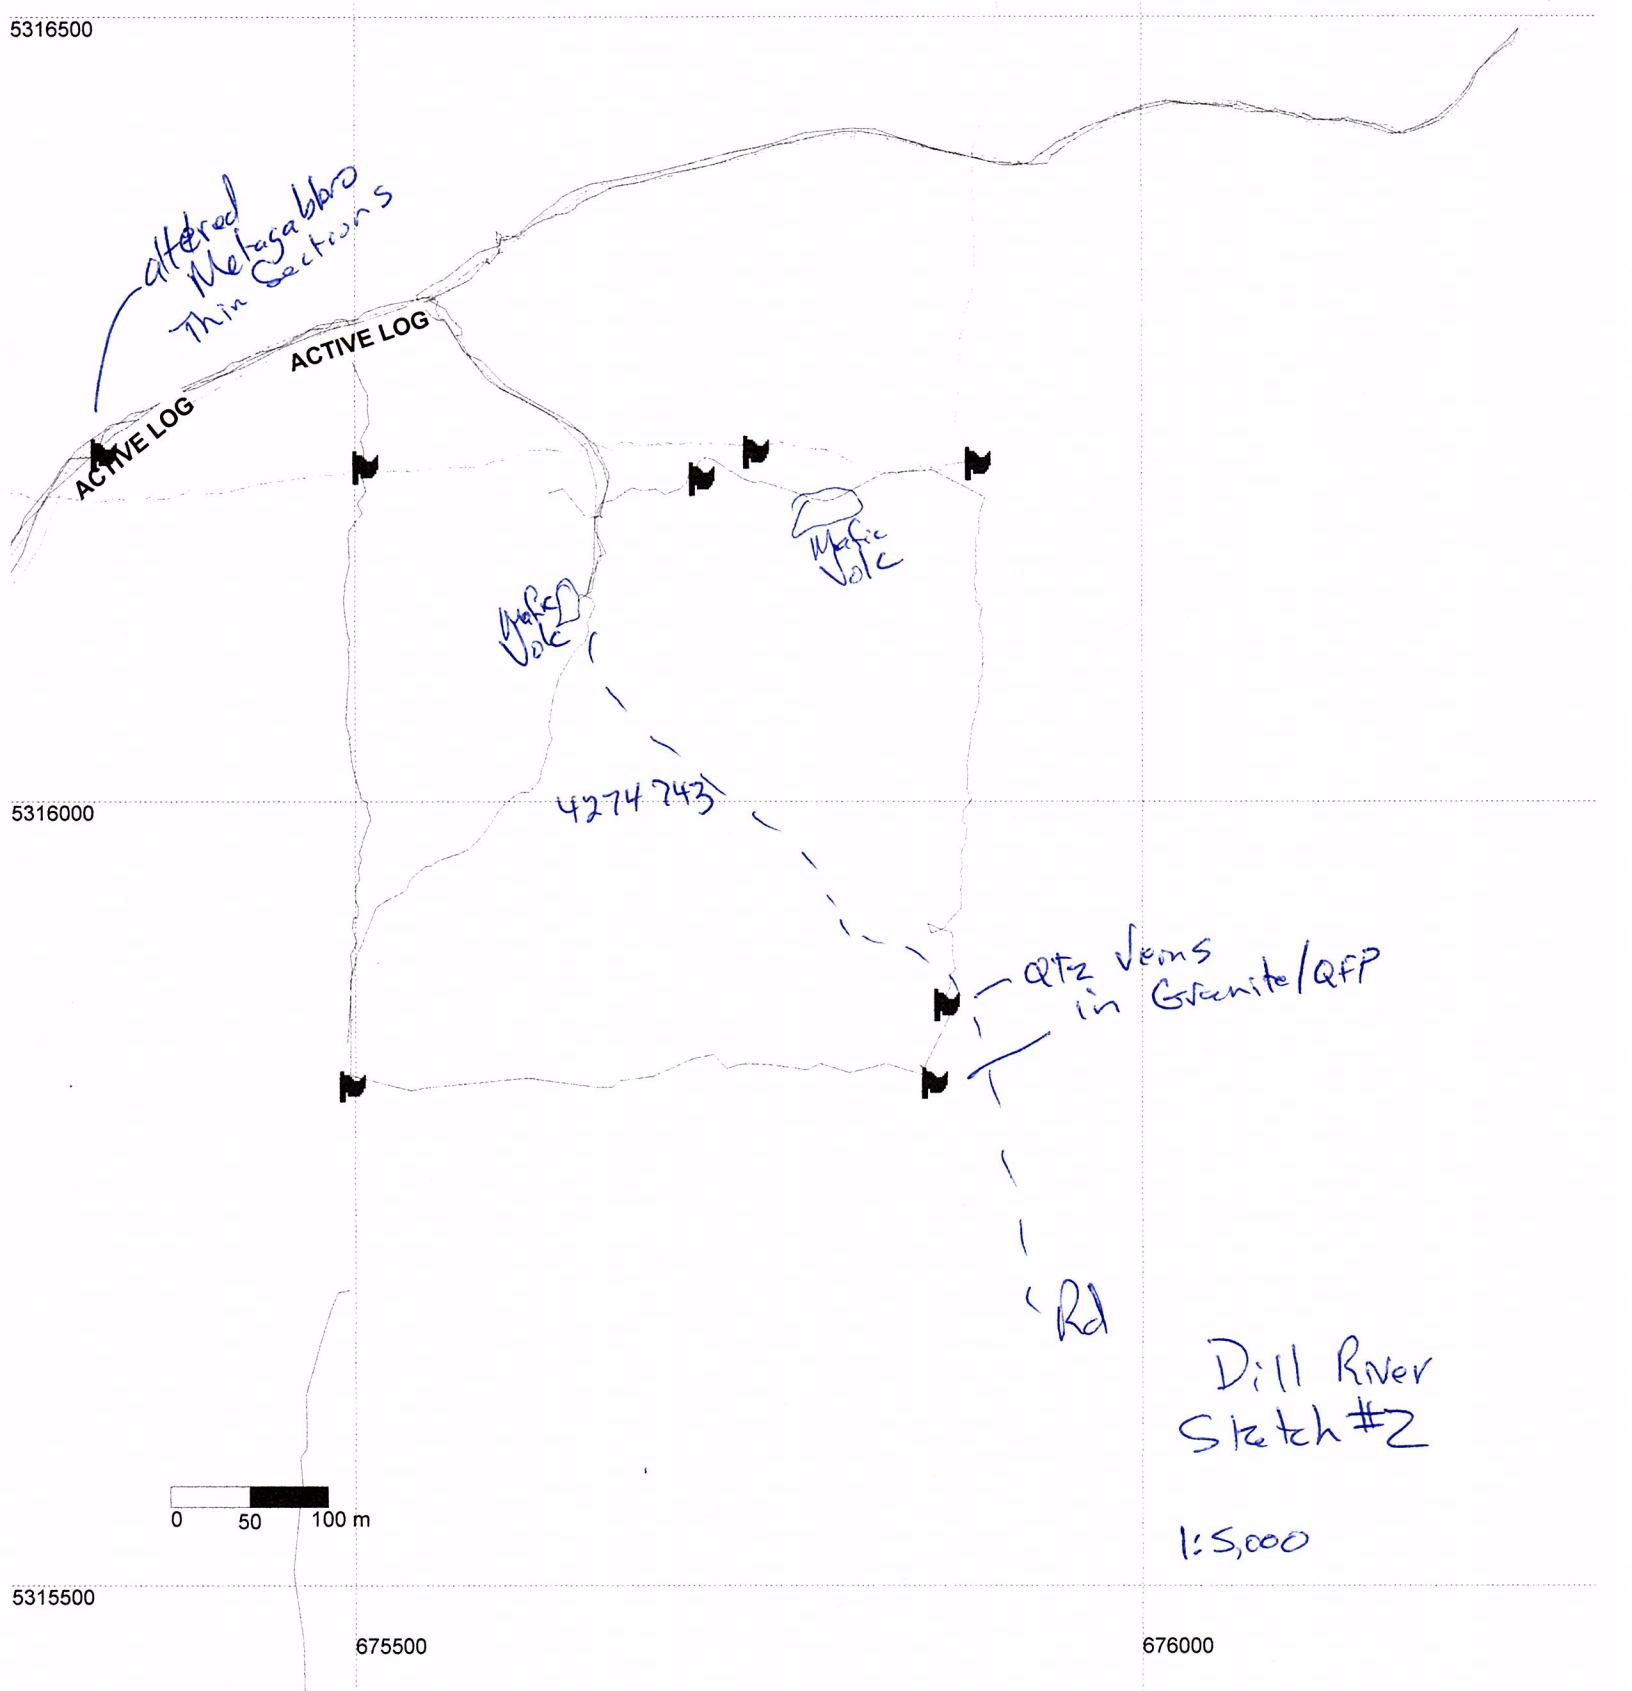 5316500
altered
Metagabbro
Thin Sections
ACTIVE LOG
ACTIVE LOG
Mafic
Volc
Mafic
Volc
4274743
5316000
QTz Veins
in Granite/QFP
Rd
Dill River
Sketch #2
0 50 100 m
1:5,000
5315500
675500
676000